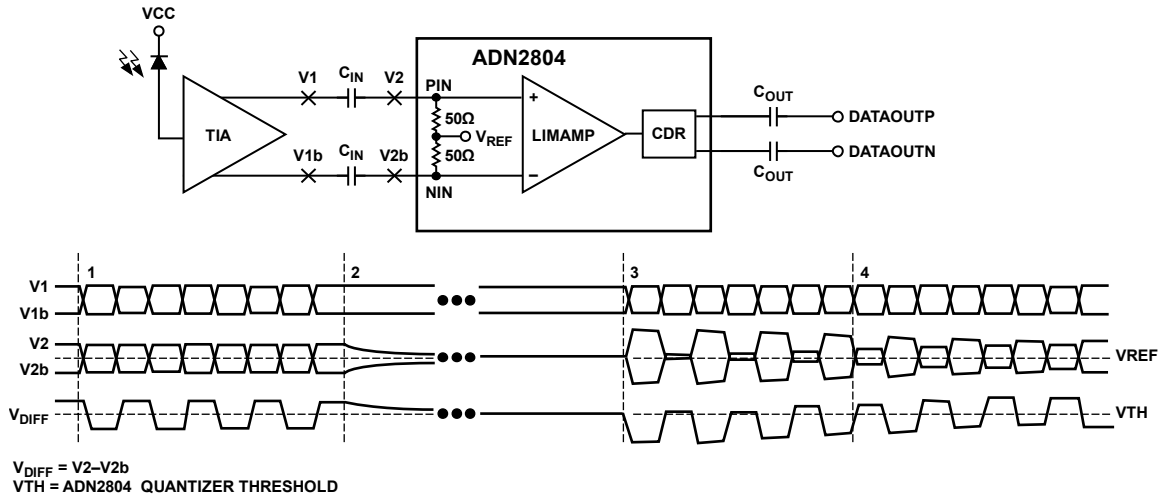 VCC
ADN2804
V1 C_IN V2 PIN
C_OUT
TIA
50Ω
V_REF
50Ω
LIMAMP
+
−
CDR
DATAOUTP
DATAOUTN
V1b C_IN V2b
NIN
C_OUT
1 2 3 4
V1
V1b
V2
V2b
VREF
V_DIFF
VTH
V_DIFF = V2–V2b
VTH = ADN2804 QUANTIZER THRESHOLD